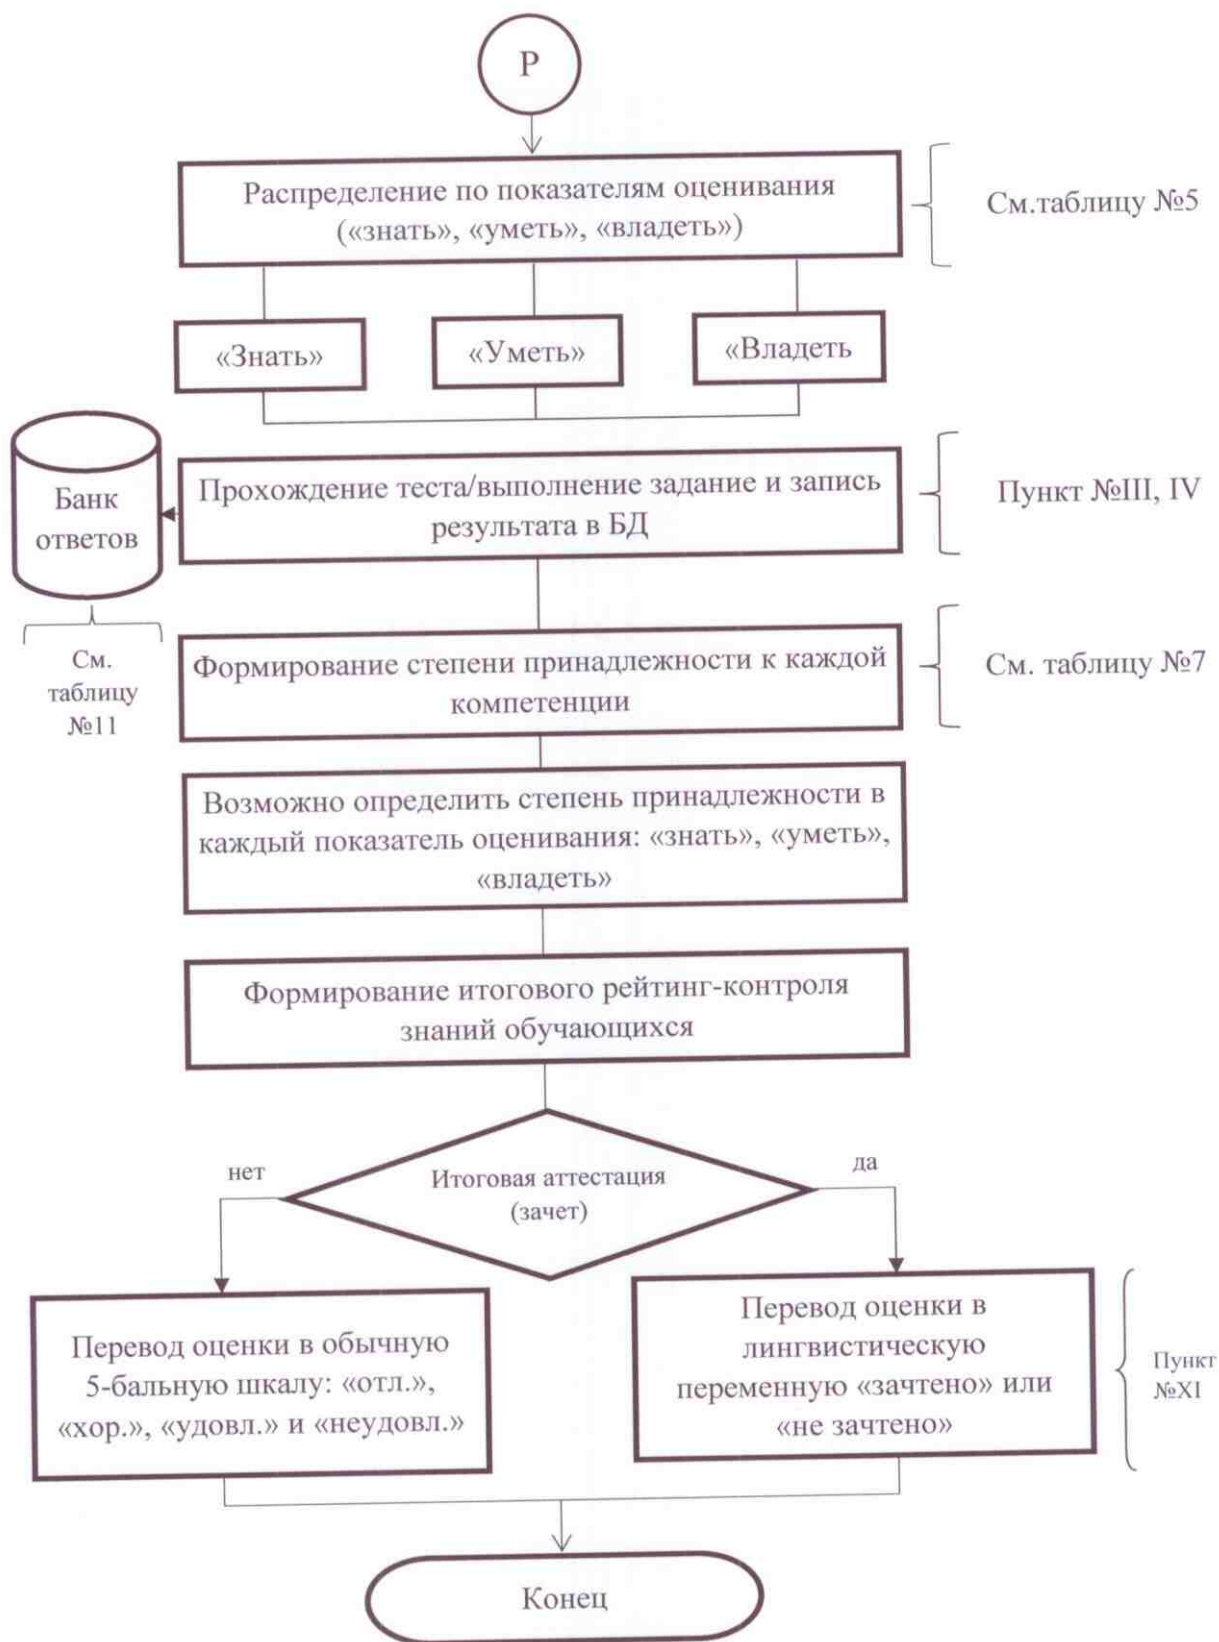 Р
Распределение по показателям оценивания
(«знать», «уметь», «владеть»)
См.таблицу №5
«Знать»
«Уметь»
«Владеть
Банк
ответов
Прохождение теста/выполнение задание и запись
результата в БД
Пункт №III, IV
См.
таблицу
№11
Формирование степени принадлежности к каждой
компетенции
См. таблицу №7
Возможно определить степень принадлежности в
каждый показатель оценивания: «знать», «уметь»,
«владеть»
Формирование итогового рейтинг-контроля
знаний обучающихся
нет
Итоговая аттестация
(зачет)
да
Перевод оценки в обычную
5-бальную шкалу: «отл.»,
«хор.», «удовл.» и «неудовл.»
Перевод оценки в
лингвистическую
переменную «зачтено» или
«не зачтено»
Пункт
№XI
Конец